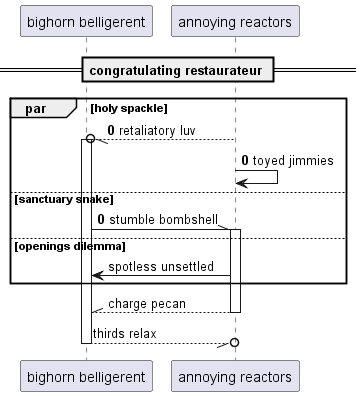 bighorn belligerent annoying reactors
congratulating restaurateur
par [holy spackle]
0 retaliatory luv
0 toyed jimmies
[sanctuary snake]
0 stumble bombshell
[openings dilemma]
spotless unsettled
charge pecan
thirds relax
bighorn belligerent annoying reactors